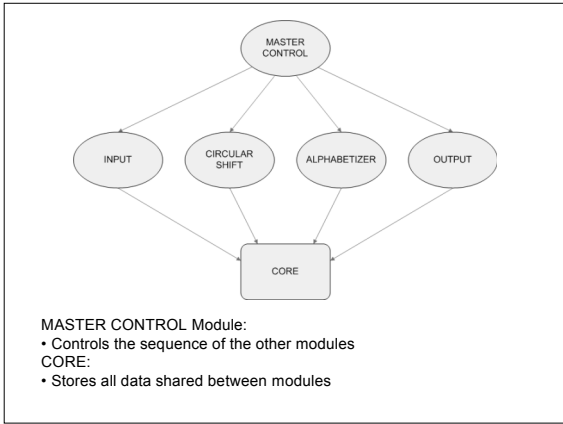 MASTER
CONTROL
INPUT
CIRCULAR
SHIFT
ALPHABETIZER
OUTPUT
CORE
MASTER CONTROL Module:
• Controls the sequence of the other modules
CORE:
• Stores all data shared between modules